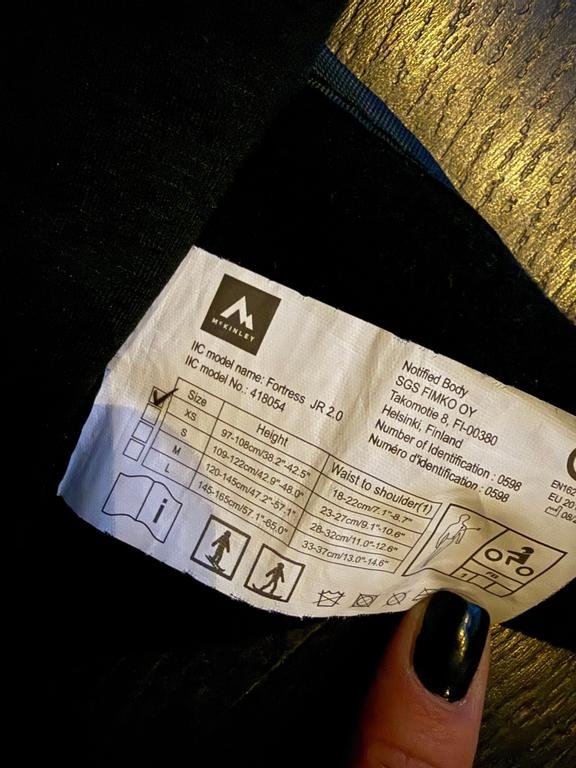 McKINLEY
IIC model name: Fortress JR 2.0
IIC model No.: 418054
Notified Body
SGS FIMKO OY
Takomotie 8, FI-00380
Helsinki, Finland
Number of Identification : 0598
Numéro d'identification : 0598
Size Height Waist to shoulder(1)
XS 97-108cm/38.2"-42.5" 18-22cm/7.1"-8.7"
S 109-122cm/42.9"-48.0" 23-27cm/9.1"-10.6"
M 120-145cm/47.2"-57.1" 28-32cm/11.0"-12.6"
L 145-165cm/57.1"-65.0" 33-37cm/13.0"-14.6"
i
EN16
EU 20
08/